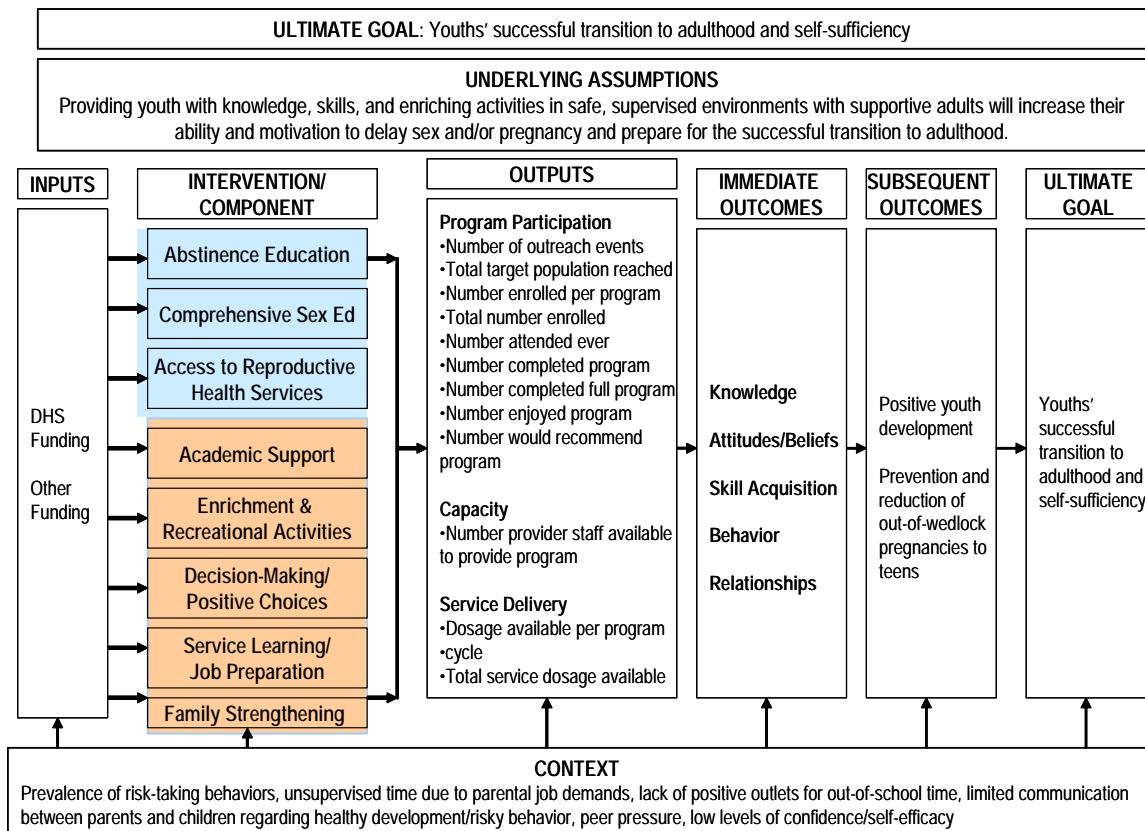 ULTIMATE GOAL: Youths’ successful transition to adulthood and self-sufficiency
UNDERLYING ASSUMPTIONS
Providing youth with knowledge, skills, and enriching activities in safe, supervised environments with supportive adults will increase their
ability and motivation to delay sex and/or pregnancy and prepare for the successful transition to adulthood.
INPUTS
DHS
Funding
Other
Funding
INTERVENTION/
COMPONENT
Abstinence Education
Comprehensive Sex Ed
Access to Reproductive
Health Services
Academic Support
Enrichment &
Recreational Activities
Decision-Making/
Positive Choices
Service Learning/
Job Preparation
Family Strengthening
OUTPUTS
Program Participation
•Number of outreach events
•Total target population reached
•Number enrolled per program
•Total number enrolled
•Number attended ever
•Number completed program
•Number completed full program
•Number enjoyed program
•Number would recommend
program
Capacity
•Number provider staff available
to provide program
Service Delivery
•Dosage available per program
•cycle
•Total service dosage available
IMMEDIATE
OUTCOMES
Knowledge
Attitudes/Beliefs
Skill Acquisition
Behavior
Relationships
SUBSEQUENT
OUTCOMES
Positive youth
development
Prevention and
reduction of
out-of-wedlock
pregnancies to
teens
ULTIMATE
GOAL
Youths’
successful
transition to
adulthood and
self-sufficiency
CONTEXT
Prevalence of risk-taking behaviors, unsupervised time due to parental job demands, lack of positive outlets for out-of-school time, limited communication
between parents and children regarding healthy development/risky behavior, peer pressure, low levels of confidence/self-efficacy